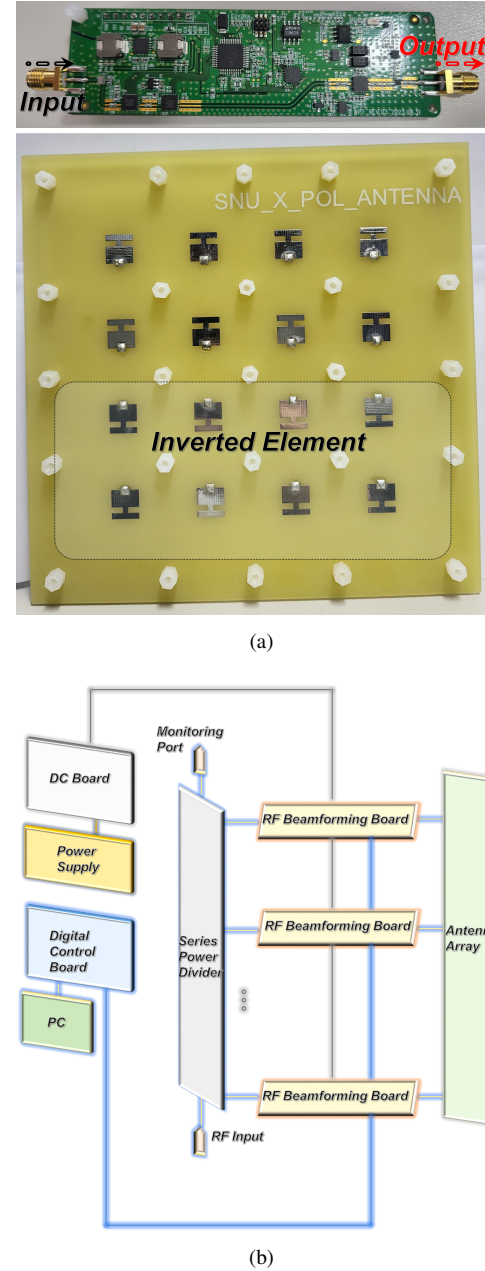 Output
Input
SNU_X_POL_ANTENNA
Inverted Element
(a)
Monitoring
Port
DC Board
RF Beamforming Board
Power
Supply
Digital
Control
Board
Series
Power
Divider
RF Beamforming Board
Array
PC
RF Beamforming Board
RF Input
(b)